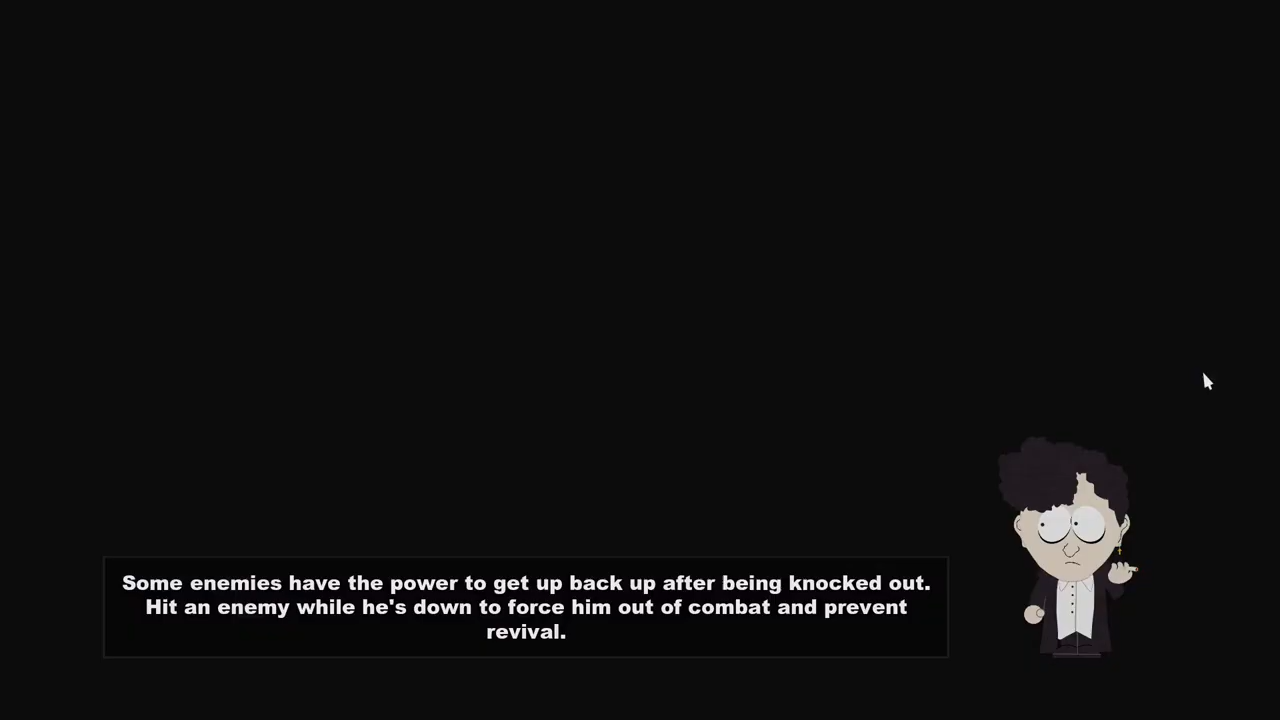 Some enemies have the power to get up back up after being knocked out.
Hit an enemy while he's down to force him out of combat and prevent
revival.